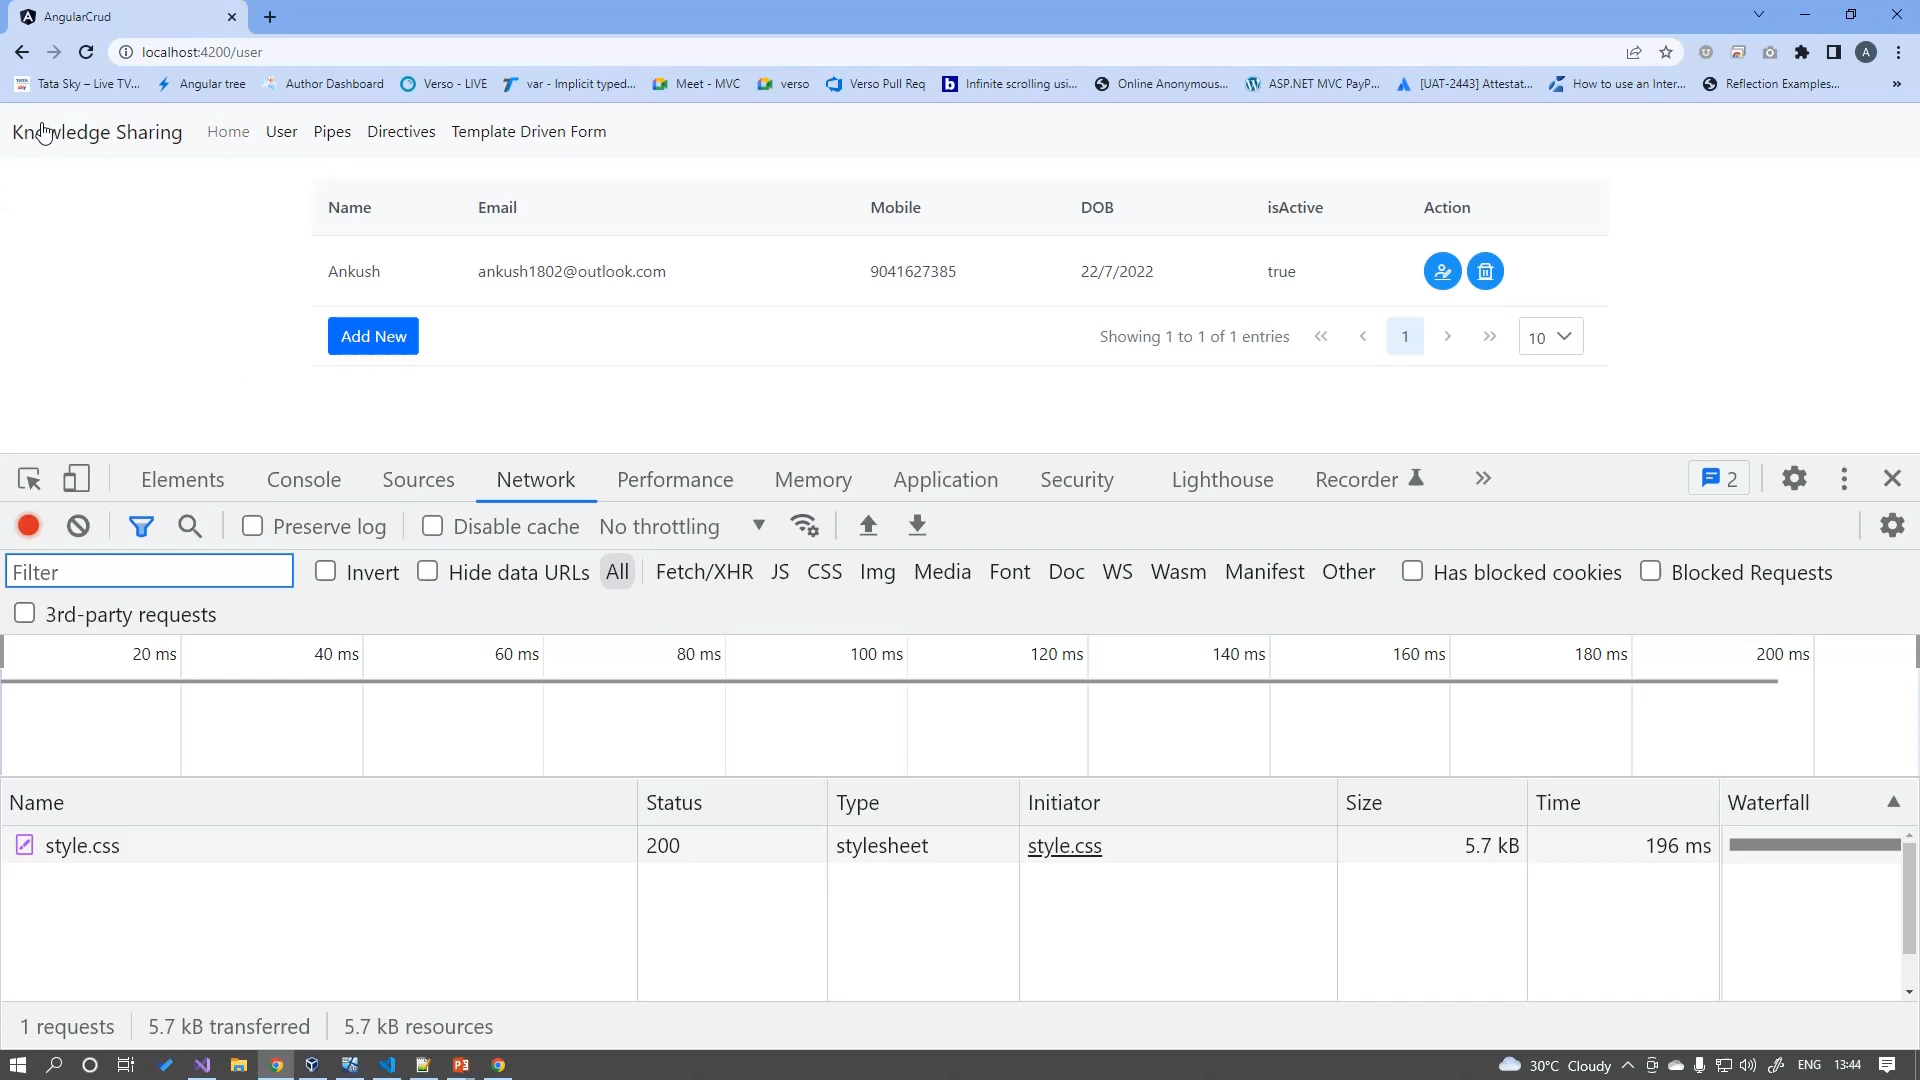 AngularCrud
localhost:4200/user
Tata Sky – Live TV... Angular tree Author Dashboard Verso - LIVE var - Implicit typed... Meet - MVC verso Verso Pull Req Infinite scrolling usi... Online Anonymous... ASP.NET MVC PayP... [UAT-2443] Attestat... How to use an Inter... Reflection Examples... »
Knowledge Sharing Home User Pipes Directives Template Driven Form
Name Email Mobile DOB isActive Action
Ankush ankush1802@outlook.com 9041627385 22/7/2022 true
Add New Showing 1 to 1 of 1 entries 1 10
Elements Console Sources Network Performance Memory Application Security Lighthouse Recorder 2
Preserve log Disable cache No throttling
Filter Invert Hide data URLs All Fetch/XHR JS CSS Img Media Font Doc WS Wasm Manifest Other Has blocked cookies Blocked Requests
3rd-party requests
20 ms 40 ms 60 ms 80 ms 100 ms 120 ms 140 ms 160 ms 180 ms 200 ms
Name Status Type Initiator Size Time Waterfall
style.css 200 stylesheet style.css 5.7 kB 196 ms
1 requests 5.7 kB transferred 5.7 kB resources
30°C Cloudy ENG 13:44